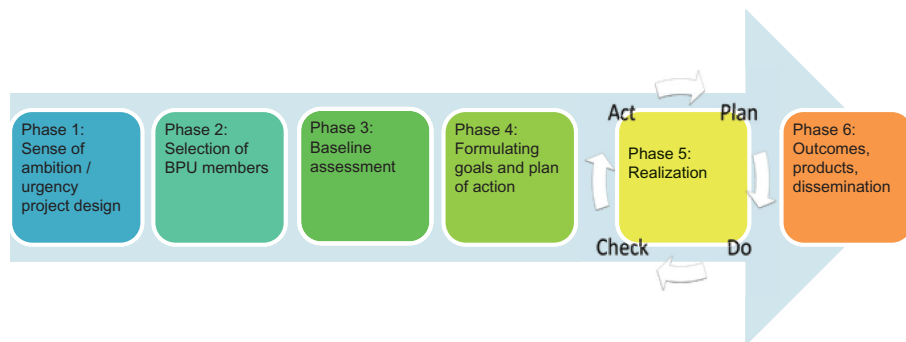 Phase 1:
Sense of
ambition /
urgency
project design
Phase 2:
Selection of
BPU members
Phase 3:
Baseline
assessment
Phase 4:
Formulating
goals and plan
of action
Act
Plan
Phase 5:
Realization
Check
Do
Phase 6:
Outcomes,
products,
dissemination